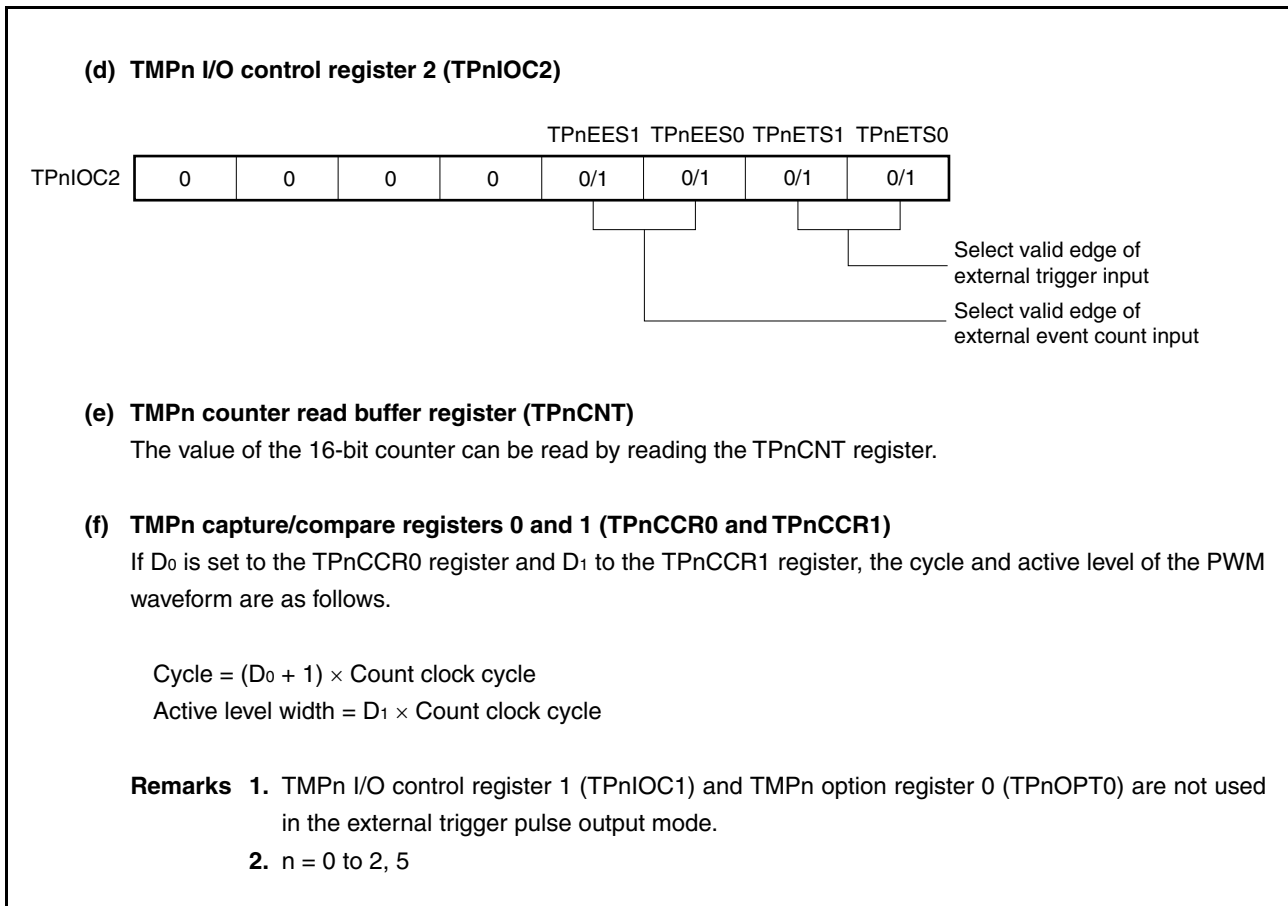 (d) TMPn I/O control register 2 (TPnIOC2)
TPnEES1 TPnEES0 TPnETS1 TPnETS0
TPnIOC2 0 0 0 0 0/1 0/1 0/1 0/1
Select valid edge of
external trigger input
Select valid edge of
external event count input
(e) TMPn counter read buffer register (TPnCNT)
The value of the 16-bit counter can be read by reading the TPnCNT register.
(f) TMPn capture/compare registers 0 and 1 (TPnCCR0 and TPnCCR1)
If D0 is set to the TPnCCR0 register and D1 to the TPnCCR1 register, the cycle and active level of the PWM
waveform are as follows.
Cycle = (D0 + 1) × Count clock cycle
Active level width = D1 × Count clock cycle
Remarks 1. TMPn I/O control register 1 (TPnIOC1) and TMPn option register 0 (TPnOPT0) are not used
in the external trigger pulse output mode.
2. n = 0 to 2, 5